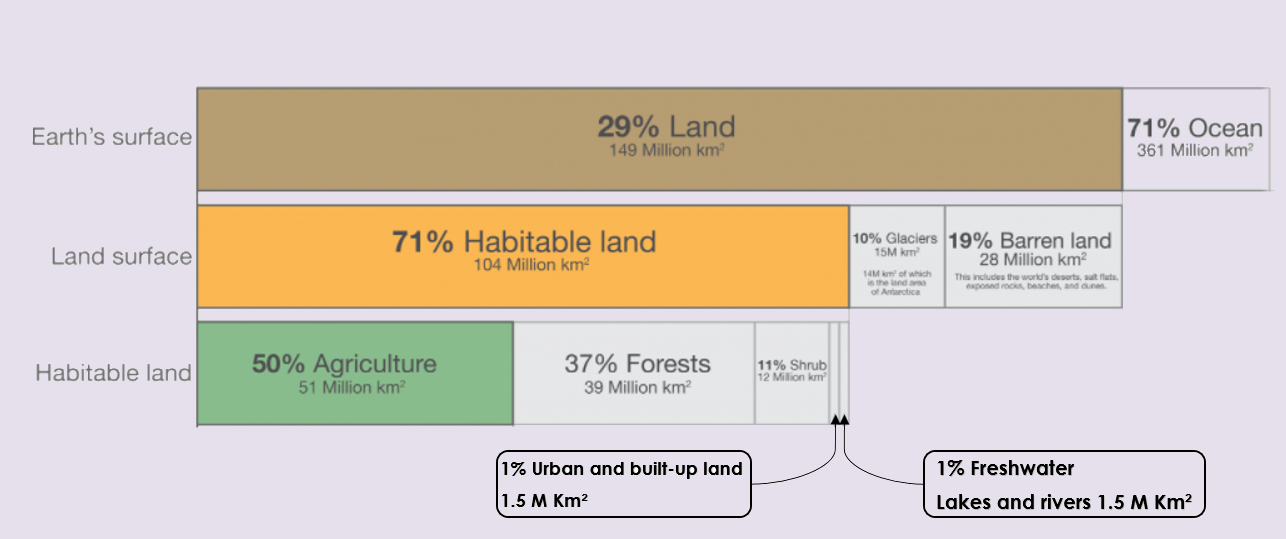 Earth's surface
29% Land
149 Million km²
71% Ocean
361 Million km²
Land surface
71% Habitable land
104 Million km²
10% Glaciers
15M km²
14M km² of which
is the land area
of Antarctica
19% Barren land
28 Million km²
This includes the world's deserts, salt flats,
exposed rocks, beaches, and dunes.
Habitable land
50% Agriculture
51 Million km²
37% Forests
39 Million km²
11% Shrub
12 Million km²
1% Urban and built-up land
1.5 M Km²
1% Freshwater
Lakes and rivers 1.5 M Km²